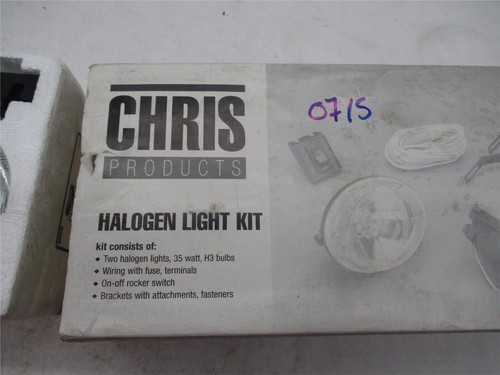 CHRIS
PRODUCTS
0715
HALOGEN LIGHT KIT
kit consists of:
• Two halogen lights, 35 watt, H3 bulbs
• Wiring with fuse, terminals
• On-off rocker switch
• Brackets with attachments, fasteners